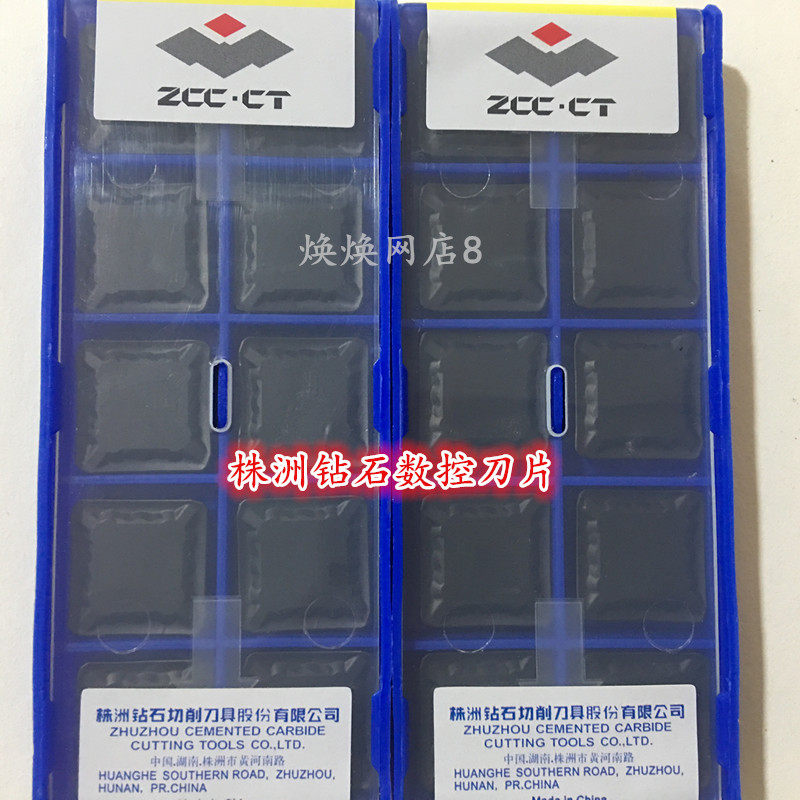 ZCC·CT
ZCC·CT
焕焕网店8
株洲钻石数控刀片
株洲钻石切削刀具股份有限公司
ZHUZHOU CEMENTED CARBIDE
CUTTING TOOLS CO.,LTD.
中国.湖南.株洲市黄河南路
HUANGHE SOUTHERN ROAD, ZHUZHOU,
HUNAN, PR.CHINA
株洲钻石切削刀具股份有限公司
ZHUZHOU CEMENTED CARBIDE
CUTTING TOOLS CO.,LTD.
中国.湖南.株洲市黄河南路
HUANGHE SOUTHERN ROAD, ZHUZHOU,
HUNAN, PR.CHINA
Made in China